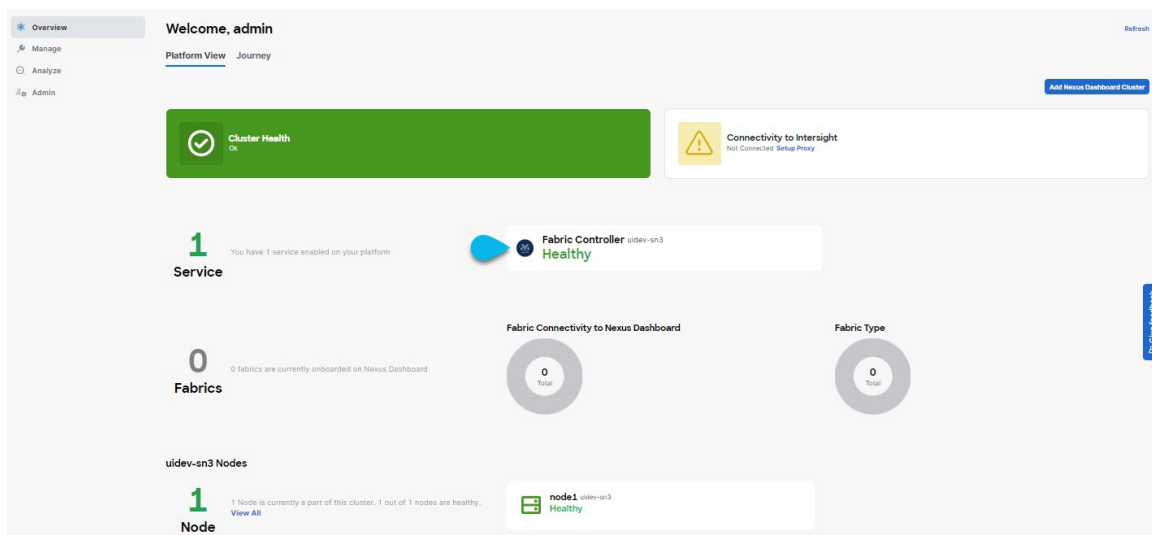 Overview
Manage
Analyze
Admin
Welcome, admin
Refresh
Platform View Journey
Add Nexus Dashboard Cluster
Cluster Health
Ok
Connectivity to Intersight
Not Connected Setup Proxy
1
Service
You have 1 service enabled on your platform
Fabric Controller uidev-sn3
Healthy
0
Fabrics
0 fabrics are currently onboarded on Nexus Dashboard
Fabric Connectivity to Nexus Dashboard
0
Total
Fabric Type
0
Total
Give feedback
uidev-sn3 Nodes
1
Node
1 Node is currently a part of this cluster. 1 out of 1 nodes are healthy.
View All
node1 uidev-sn3
Healthy